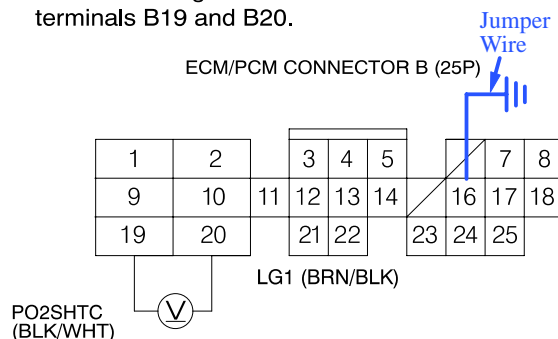 terminals B19 and B20.
Jumper
Wire
ECM/PCM CONNECTOR B (25P)
1 2 3 4 5 7 8
9 10 11 12 13 14 16 17 18
19 20 21 22 23 24 25
LG1 (BRN/BLK)
PO2SHTC
(BLK/WHT)
V